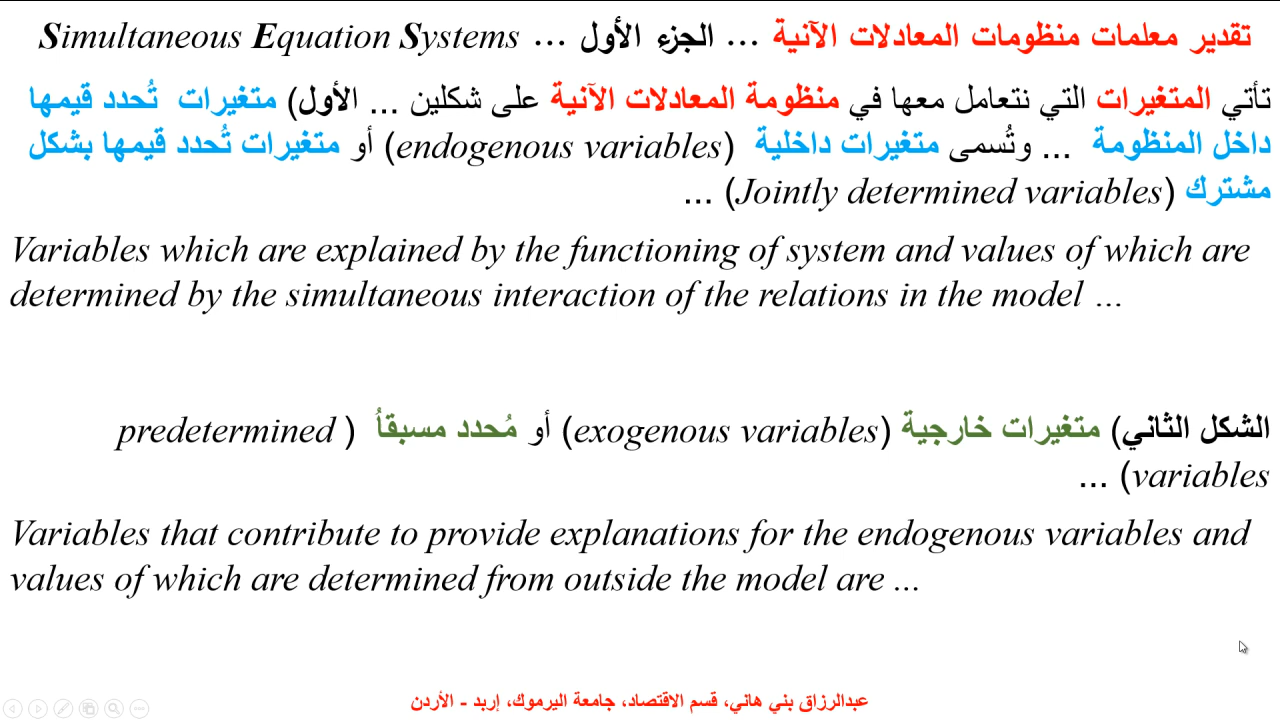 تقدير معلمات منظومات المعادلات الآنية ... الجزء الأول ... Simultaneous Equation Systems
تأتي المتغيرات التي نتعامل معها في منظومة المعادلات الآنية على شكلين ... الأول) متغيرات تُحدد قيمها
داخل المنظومة ... وتُسمى متغيرات داخلية (endogenous variables) أو متغيرات تُحدد قيمها بشكل
مشترك (Jointly determined variables) ...
Variables which are explained by the functioning of system and values of which are
determined by the simultaneous interaction of the relations in the model ...
الشكل الثاني) متغيرات خارجية (exogenous variables) أو مُحدد مسبقاُ ( predetermined
variables) ...
Variables that contribute to provide explanations for the endogenous variables and
values of which are determined from outside the model are ...
عبدالرزاق بني هاني، قسم الاقتصاد، جامعة اليرموك، إربد - الأردن